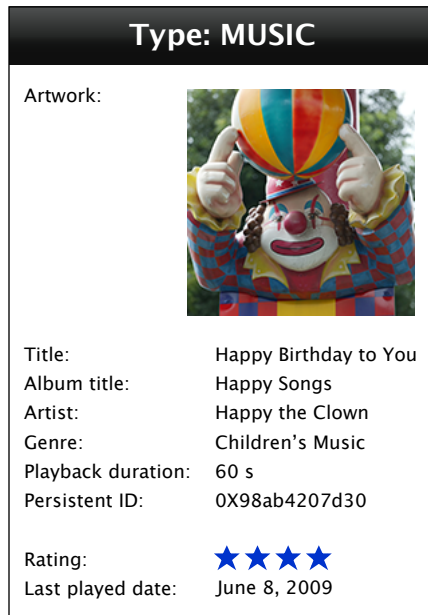 Type: MUSIC
Artwork:
Title: Happy Birthday to You
Album title: Happy Songs
Artist: Happy the Clown
Genre: Children’s Music
Playback duration: 60 s
Persistent ID: 0X98ab4207d30
Rating:
Last played date: June 8, 2009